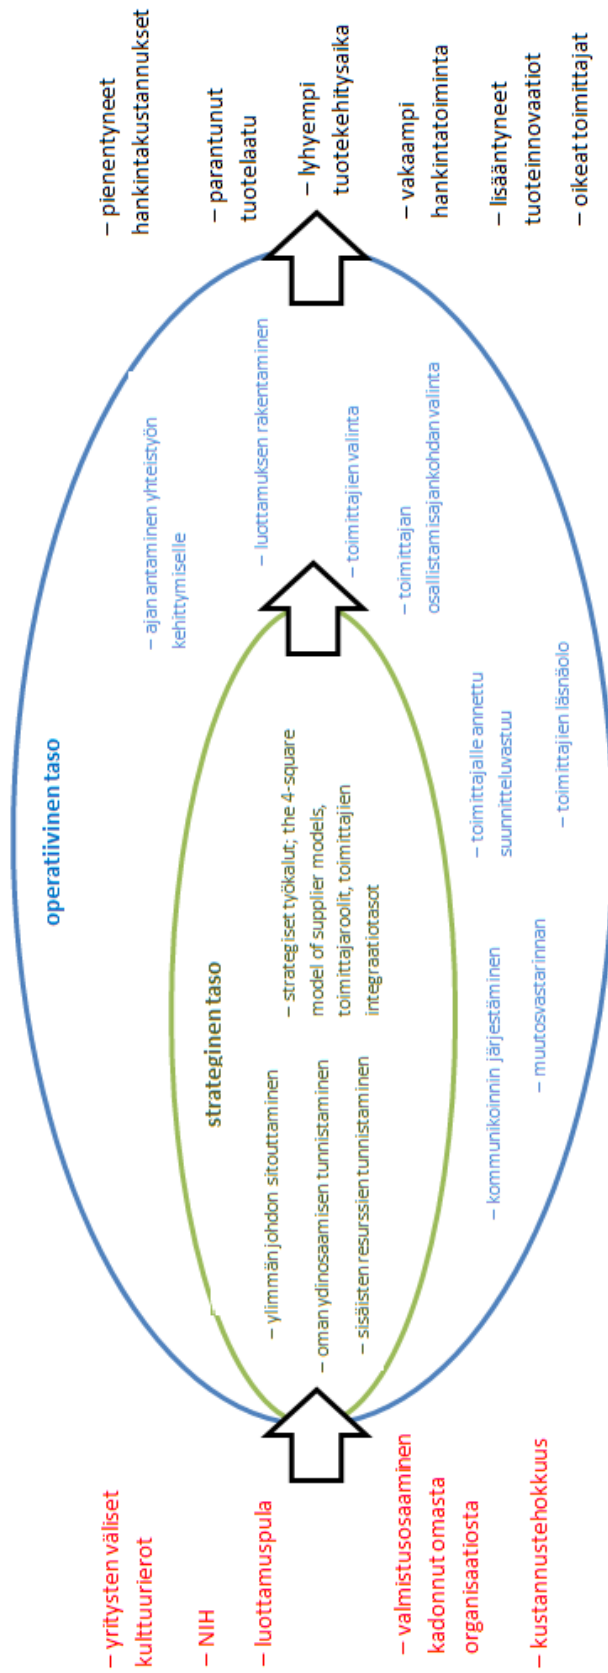 – yritysten väliset
kulttuurierot
– NIH
– luottamuspula
– valmistusosaaminen
kadonnut omasta
organisaatiosta
– kustannustehokkuus
operatiivinen taso
strateginen taso
– ylimmän johdon sitouttaminen
– oman ydinosaamisen tunnistaminen
– sisäisten resurssien tunnistaminen
– strategiset työkalut; the 4-square
model of supplier models,
toimittajaroolit, toimittajien
integraatiotasot
– kommunikoinnin järjestäminen
– muutosvastarinnan
– toimittajalle annettu
suunnitteluvastuu
– toimittajien läsnäolo
– ajan antaminen yhteistyön
kehittymiselle
– luottamuksen rakentaminen
– toimittajien valinta
– toimittajan
osallistamisajankohdan valinta
– pienentyneet
hankintakustannukset
– parantunut
tuotelaatu
– lyhyempi
tuotekehitysaika
– vakaampi
hankintatoiminta
– lisääntyneet
tuoteinnovaatiot
– oikeat toimittajat